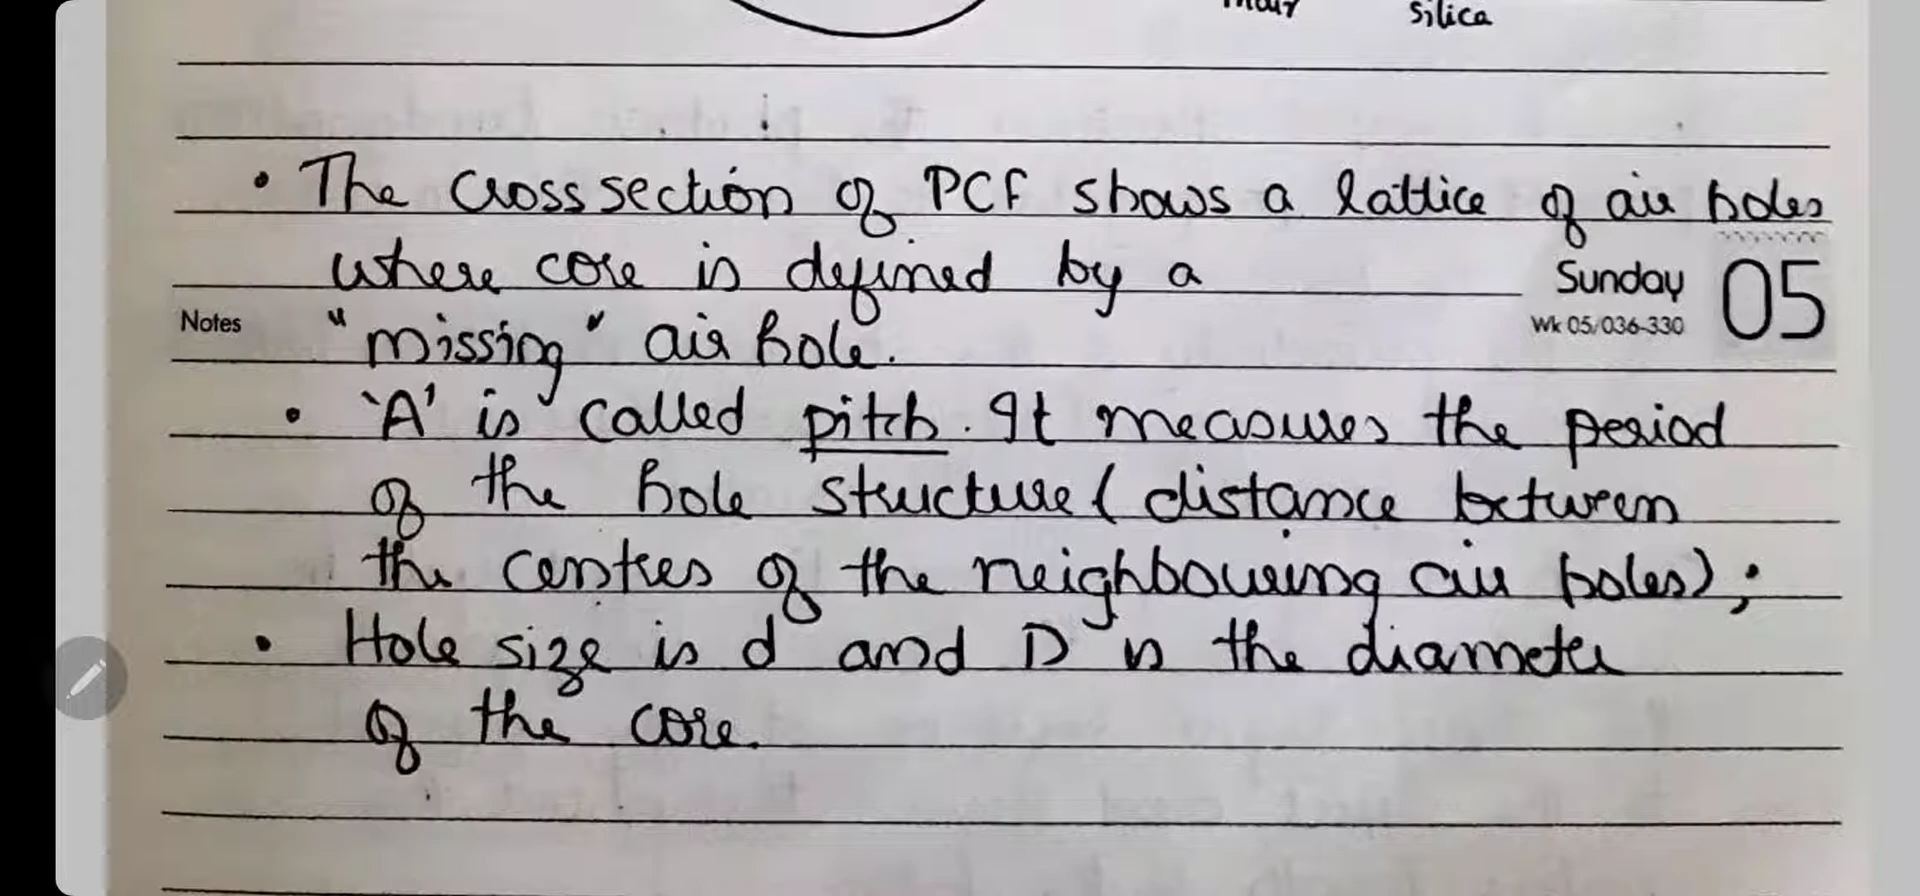 silica
• The cross section of PCF shows a lattice of air holes
where core is defined by a
Sunday 05
Wk 05/036-330
Notes
"missing" air hole.
• 'A' is called pitch. It measures the period
of the hole structure ( distance between
the centres of the neighbouring air holes);
• Hole size is d and D is the diameter
of the core.